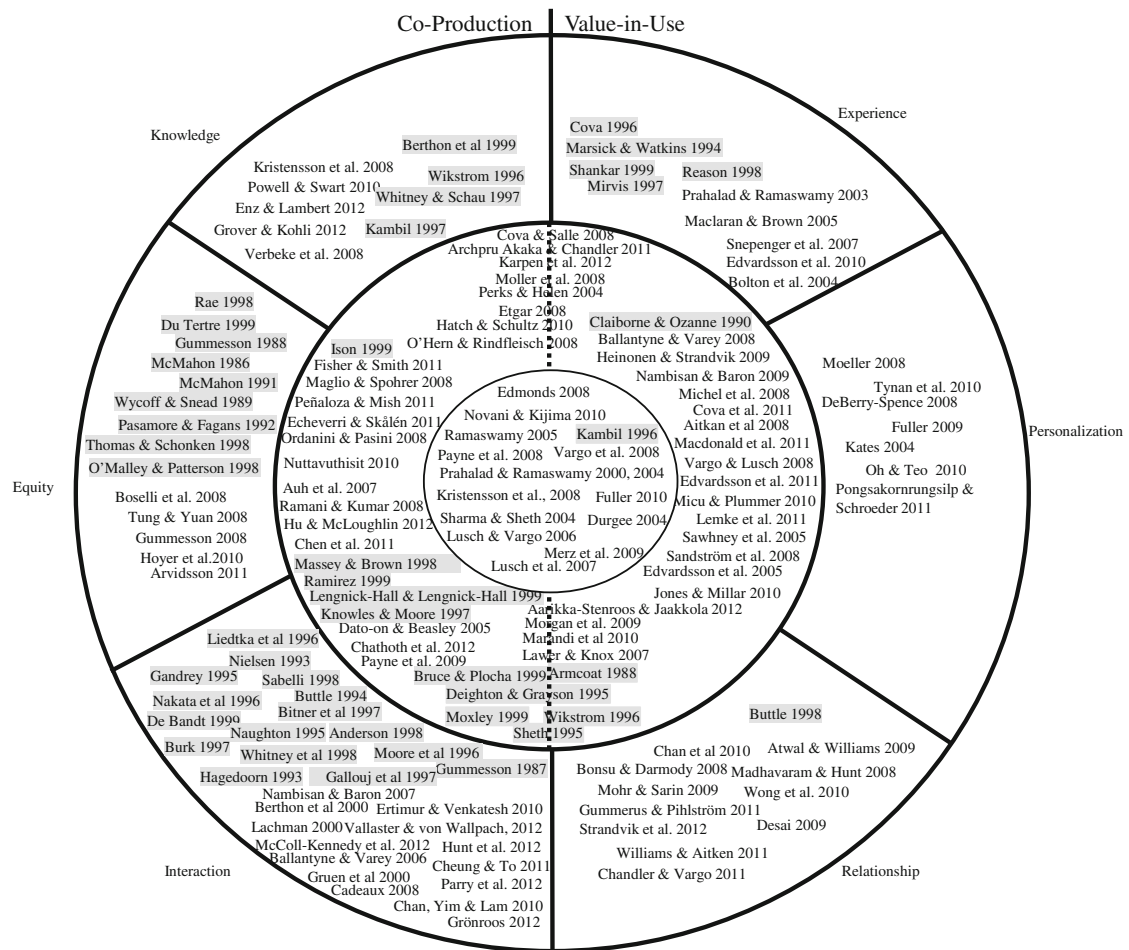 Co-Production
Value-in-Use
Knowledge
Berthon et al 1999
Kristensson et al. 2008
Wikstrom 1996
Powell & Swart 2010
Whitney & Schau 1997
Enz & Lambert 2012
Grover & Kohli 2012
Kambil 1997
Verbeke et al. 2008
Experience
Cova 1996
Marsick & Watkins 1994
Shankar 1999
Reason 1998
Mirvis 1997
Prahalad & Ramaswamy 2003
Maclaran & Brown 2005
Snepenger et al. 2007
Edvardsson et al. 2010
Bolton et al. 2004
Equity
Rae 1998
Du Tertre 1999
Gummesson 1988
McMahon 1986
McMahon 1991
Wycoff & Snead 1989
Pasamore & Fagans 1992
Thomas & Schonken 1998
O'Malley & Patterson 1998
Boselli et al. 2008
Tung & Yuan 2008
Gummesson 2008
Hoyer et al.2010
Arvidsson 2011
Cova & Salle 2008
Archpru Akaka & Chandler 2011
Karpen et al. 2012
Moller et al. 2008
Perks & Helen 2004
Etgar 2008
Hatch & Schultz 2010
O'Hern & Rindfleisch 2008
Ison 1999
Fisher & Smith 2011
Maglio & Spohrer 2008
Peñaloza & Mish 2011
Echeverri & Skålén 2011
Ordanini & Pasini 2008
Nuttavuthisit 2010
Auh et al. 2007
Ramani & Kumar 2008
Hu & McLoughlin 2012
Chen et al. 2011
Massey & Brown 1998
Ramirez 1999
Lengnick-Hall & Lengnick-Hall 1999
Knowles & Moore 1997
Dato-on & Beasley 2005
Chathoth et al. 2012
Payne et al. 2009
Bruce & Plocha 1999
Armcoat 1988
Deighton & Grayson 1995
Moxley 1999
Wikstrom 1996
Sheth 1995
Edmonds 2008
Novani & Kijima 2010
Ramaswamy 2005
Kambil 1996
Payne et al. 2008
Vargo et al. 2008
Prahalad & Ramaswamy 2000, 2004
Kristensson et al., 2008
Fuller 2010
Sharma & Sheth 2004
Durgee 2004
Lusch & Vargo 2006
Merz et al. 2009
Lusch et al. 2007
Claiborne & Ozanne 1990
Ballantyne & Varey 2008
Heinonen & Strandvik 2009
Nambisan & Baron 2009
Michel et al. 2008
Cova et al. 2011
Aitkan et al 2008
Macdonald et al. 2011
Vargo & Lusch 2008
Edvardsson et al. 2011
Micu & Plummer 2010
Lemke et al. 2011
Sawhney et al. 2005
Sandström et al. 2008
Edvardsson et al. 2005
Jones & Millar 2010
Aarikka-Stenroos & Jaakkola 2012
Morgan et al. 2009
Marandi et al 2010
Lawer & Knox 2007
Personalization
Moeller 2008
Tynan et al. 2010
DeBerry-Spence 2008
Fuller 2009
Kates 2004
Oh & Teo 2010
Pongsakornrungsilp &
Schroeder 2011
Interaction
Liedtka et al 1996
Nielsen 1993
Gandrey 1995
Sabelli 1998
Nakata et al 1996
Buttle 1994
Bitner et al 1997
De Bandt 1999
Naughton 1995
Anderson 1998
Burk 1997
Whitney et al 1998
Moore et al 1996
Hagedoorn 1993
Gallouj et al 1997
Gummesson 1987
Nambisan & Baron 2007
Berthon et al 2000
Ertimur & Venkatesh 2010
Lachman 2000
Vallaster & von Wallpach, 2012
McColl-Kennedy et al. 2012
Hunt et al. 2012
Ballantyne & Varey 2006
Cheung & To 2011
Gruen et al 2000
Parry et al. 2012
Cadeaux 2008
Chan, Yim & Lam 2010
Grönroos 2012
Relationship
Buttle 1998
Chan et al 2010
Atwal & Williams 2009
Bonsu & Darmody 2008
Madhavaram & Hunt 2008
Mohr & Sarin 2009
Wong et al. 2010
Gummerus & Pihlström 2011
Strandvik et al. 2012
Desai 2009
Williams & Aitken 2011
Chandler & Vargo 2011